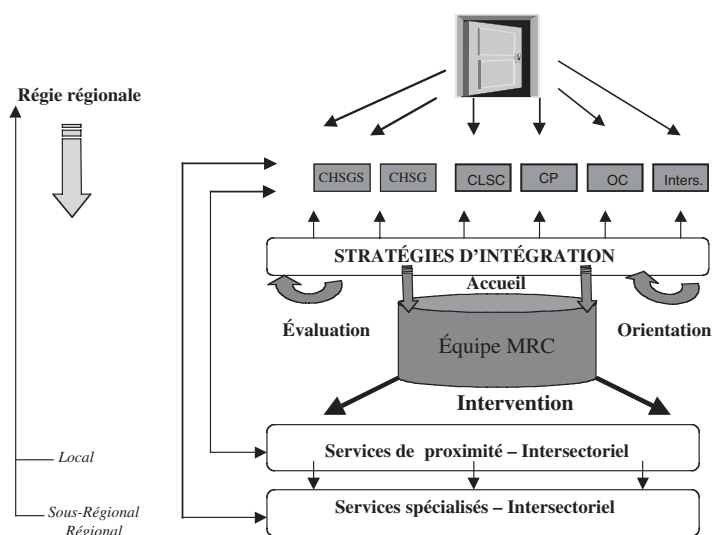 Régie régionale
CHSGS
CHSG
CLSC
CP
OC
Inters.
STRATÉGIES D'INTÉGRATION
Accueil
Évaluation
Orientation
Équipe MRC
Intervention
Services de proximité – Intersectoriel
Local
Services spécialisés – Intersectoriel
Sous-Régional
Régional